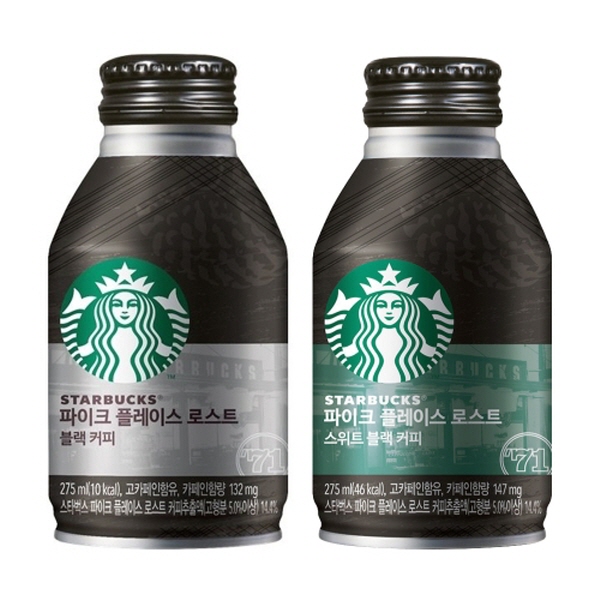 STARBUCKS
파이크 플레이스 로스트
블랙 커피
'71
275 ml(10 kcal), 고카페인함유, 카페인함량 132 mg
스타벅스 파이크 플레이스 로스트 커피추출액(고형분 5.0%이상) 14.4%
STARBUCKS
파이크 플레이스 로스트
스위트 블랙 커피
'71
275 ml(46 kcal), 고카페인함유, 카페인함량 147 mg
스타벅스 파이크 플레이스 로스트 커피추출액(고형분 5.0%이상) 14.4%